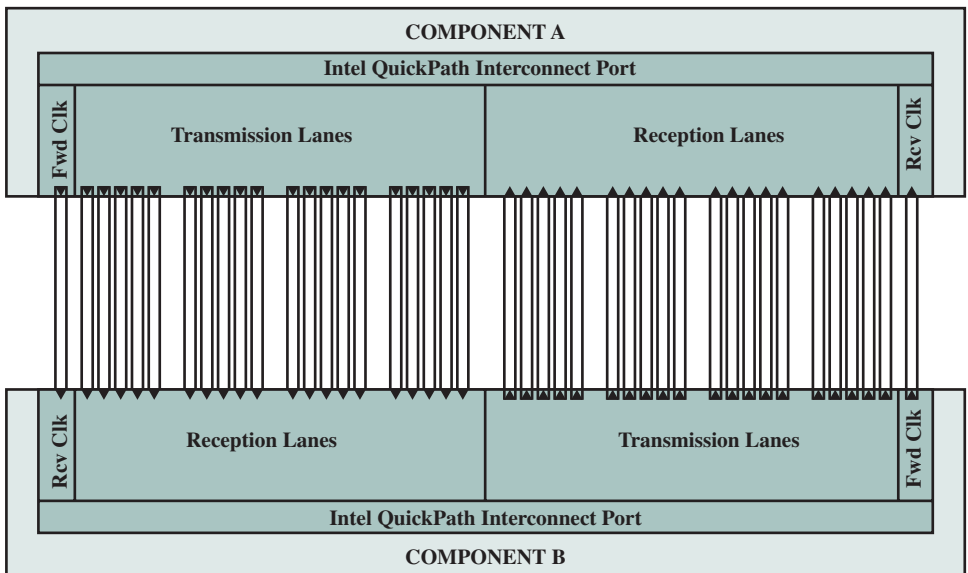 COMPONENT A
Intel QuickPath Interconnect Port
Fwd Clk
Transmission Lanes
Reception Lanes
Rcv Clk
Rcv Clk
Reception Lanes
Transmission Lanes
Fwd Clk
Intel QuickPath Interconnect Port
COMPONENT B